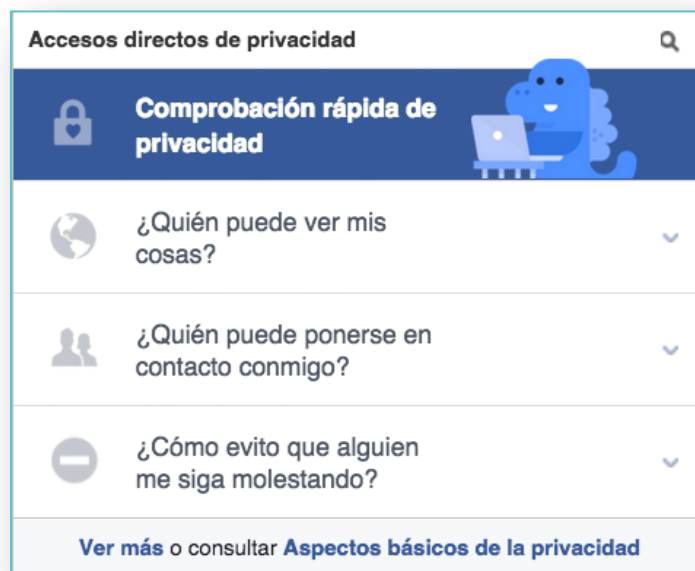 Accesos directos de privacidad
Comprobación rápida de
privacidad
¿Quién puede ver mis
cosas?
¿Quién puede ponerse en
contacto conmigo?
¿Cómo evito que alguien
me siga molestando?
Ver más o consultar Aspectos básicos de la privacidad